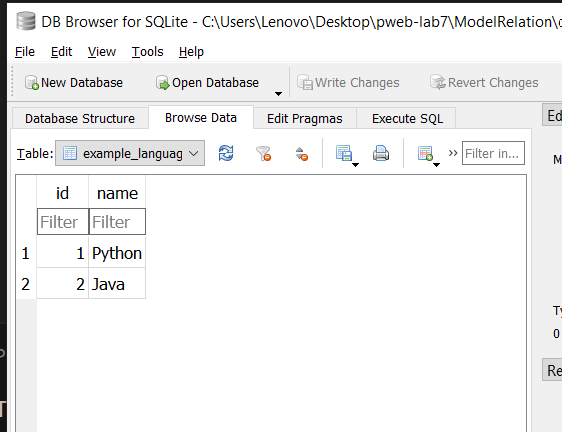 DB Browser for SQLite - C:\Users\Lenovo\Desktop\pweb-lab7\ModelRelation\
File Edit View Tools Help
New Database Open Database Write Changes Revert Changes
Database Structure Browse Data Edit Pragmas Execute SQL
Ed
Table: example_languag
Filter in...
M
id name
Filter Filter
1 1 Python
2 2 Java
Ty
0
Re
T